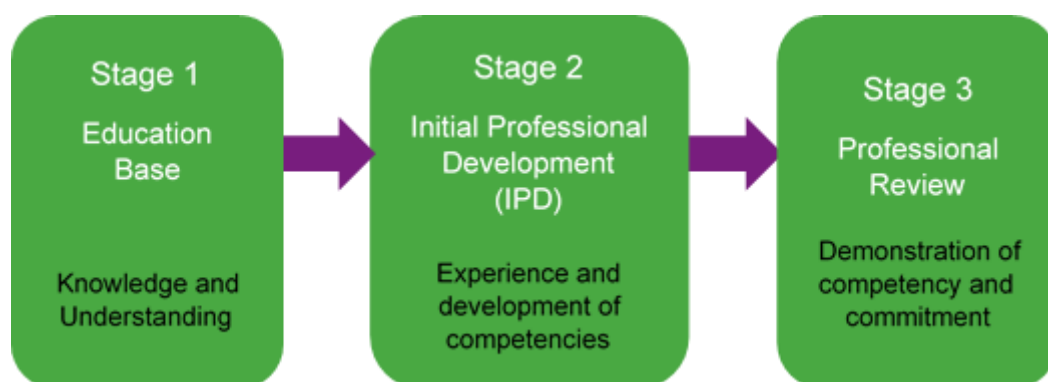 Stage 1
Education
Base
Knowledge and
Understanding
Stage 2
Initial Professional
Development
(IPD)
Experience and
development of
competencies
Stage 3
Professional
Review
Demonstration of
competency and
commitment